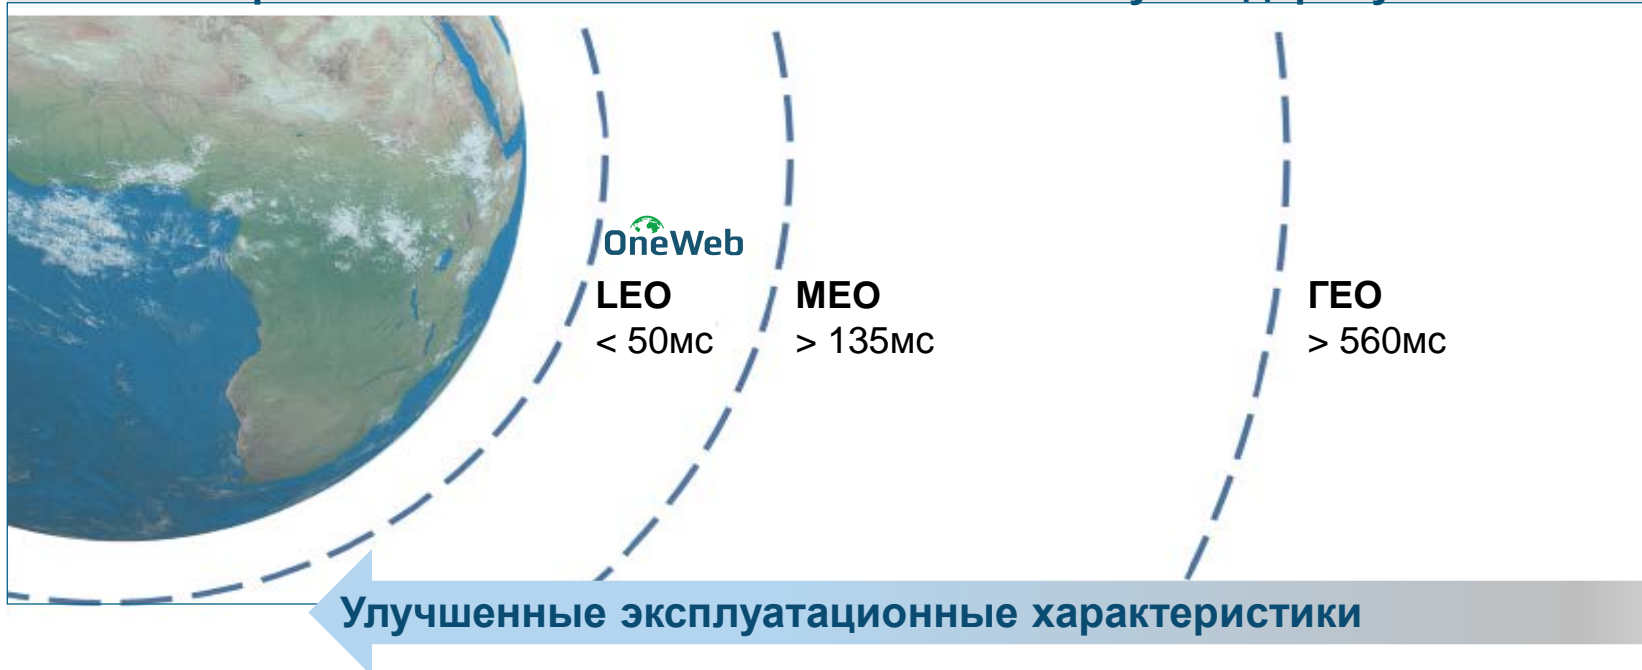 OneWeb
LEO
< 50мс
MEO
> 135мс
ГЕО
> 560мс
Улучшенные эксплуатационные характеристики